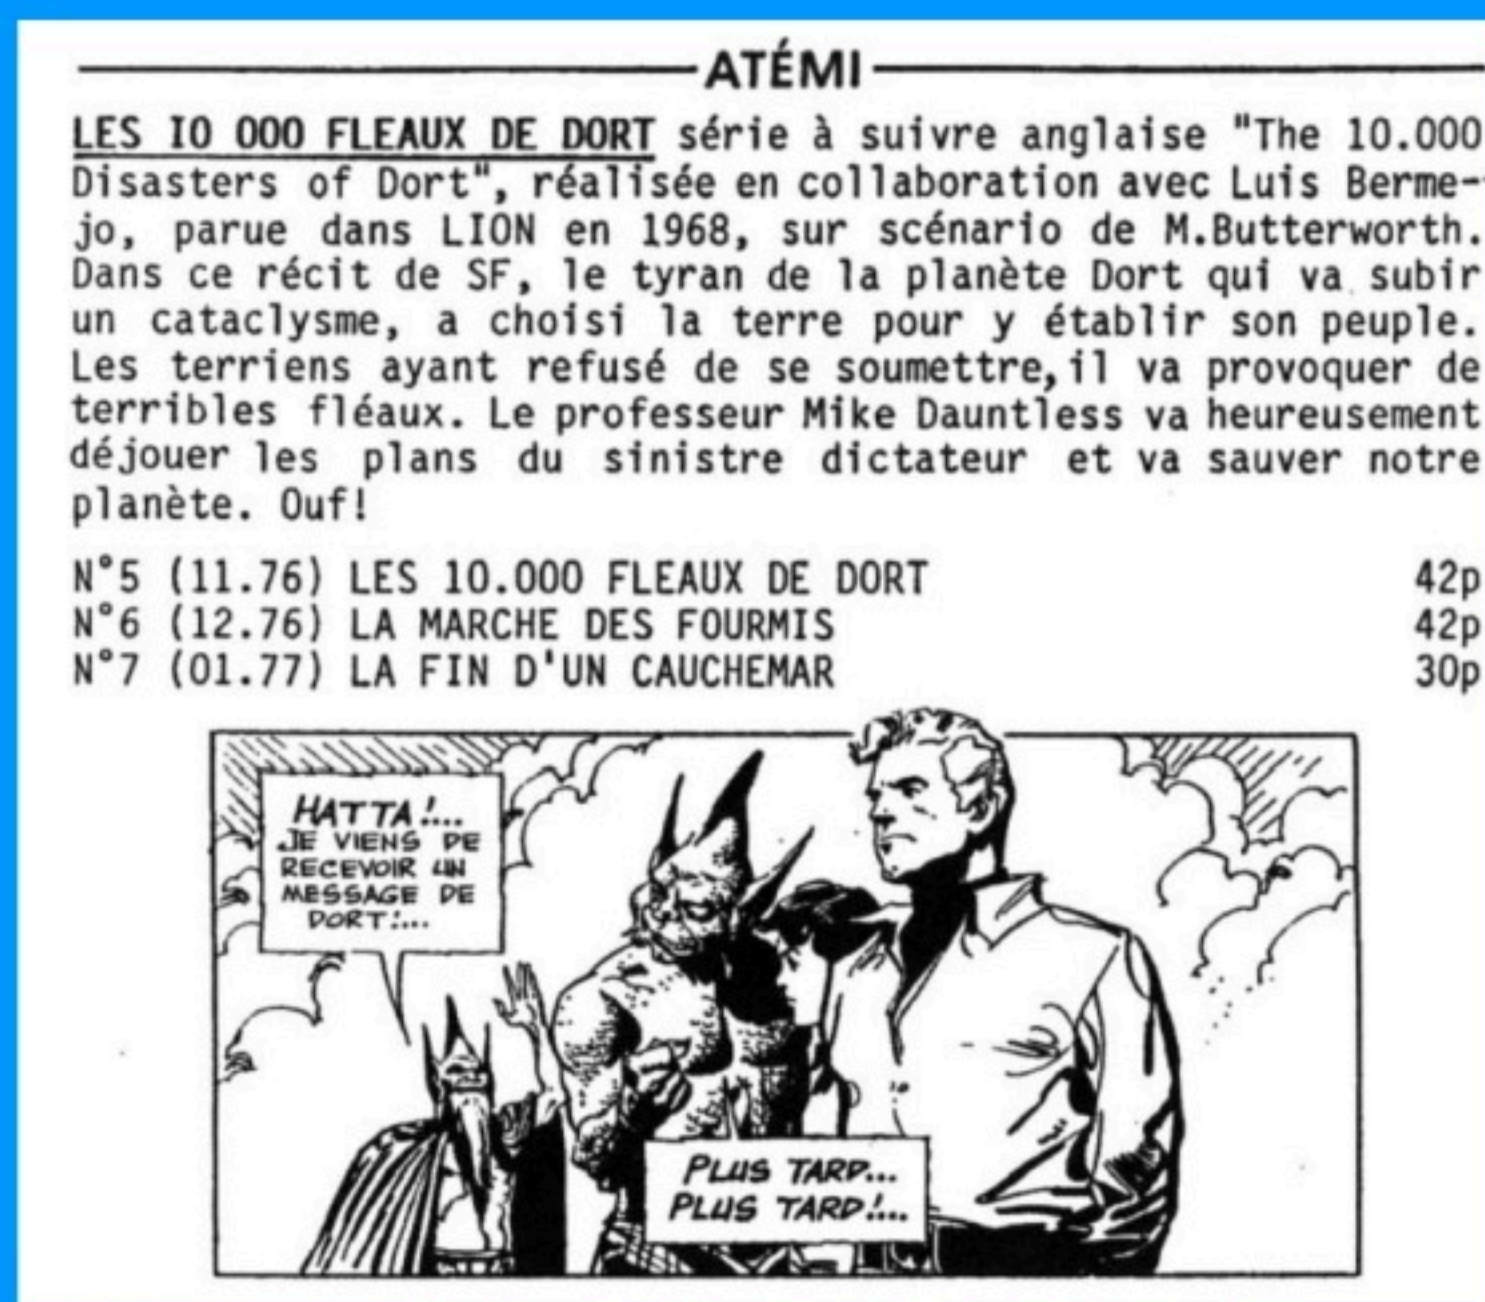 ATÉMI
LES I0 000 FLEAUX DE DORT série à suivre anglaise "The 10.000
Disasters of Dort", réalisée en collaboration avec Luis Berme-
jo, parue dans LION en 1968, sur scénario de M.Butterworth.
Dans ce récit de SF, le tyran de la planète Dort qui va subir
un cataclysme, a choisi la terre pour y établir son peuple.
Les terriens ayant refusé de se soumettre,il va provoquer de
terribles fléaux. Le professeur Mike Dauntless va heureusement
déjouer les plans du sinistre dictateur et va sauver notre
planète. Ouf!
N°5 (11.76) LES 10.000 FLEAUX DE DORT 42p
N°6 (12.76) LA MARCHE DES FOURMIS 42p
N°7 (01.77) LA FIN D'UN CAUCHEMAR 30p
HATTA!...
JE VIENS DE
RECEVOIR UN
MESSAGE DE
DORT!...
PLUS TARD...
PLUS TARD!...